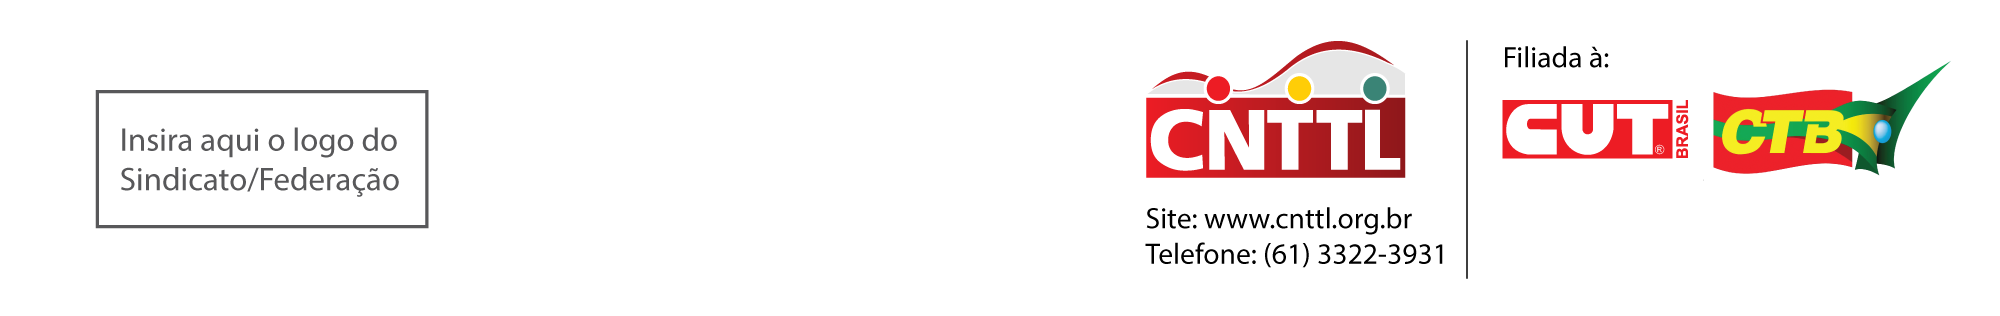 Insira aqui o logo do
Sindicato/Federação
CNTTL
Site: www.cnttl.org.br
Telefone: (61) 3322-3931
Filiada à:
CUT® BRASIL
CTB